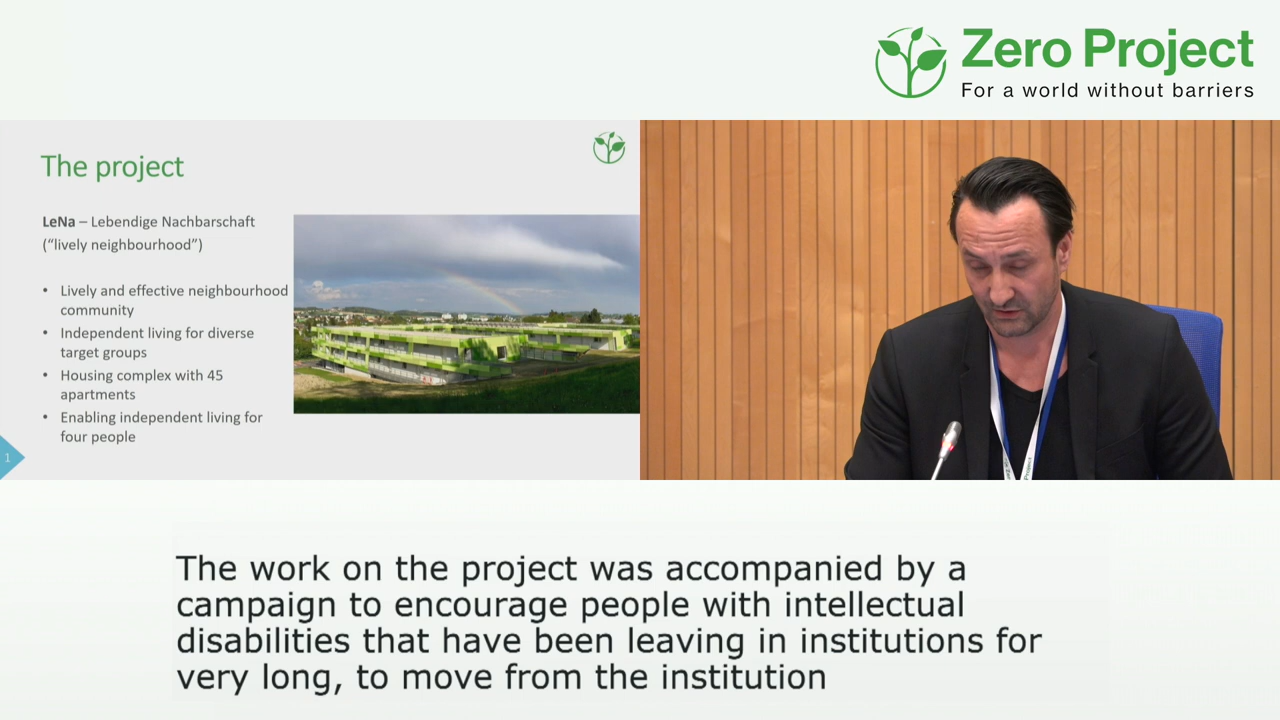 Zero Project
For a world without barriers
The project
LeNa – Lebendige Nachbarschaft
(“lively neighbourhood”)
• Lively and effective neighbourhood
community
• Independent living for diverse
target groups
• Housing complex with 45
apartments
• Enabling independent living for
four people
1
The work on the project was accompanied by a
campaign to encourage people with intellectual
disabilities that have been leaving in institutions for
very long, to move from the institution